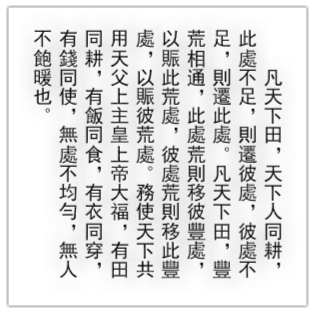 凡天下田，天下人同耕，
此處不足，則遷彼處，彼處不
足，則遷此處。凡天下田，豐
荒相通，此處荒則移彼豐處，
以賑此荒處，彼處荒則移此豐
處，以賑彼荒處。務使天下共
用天父上主皇上帝大福，有田
同耕，有飯同食，有衣同穿，
有錢同使，無處不均勻，無人
不飽暖也。